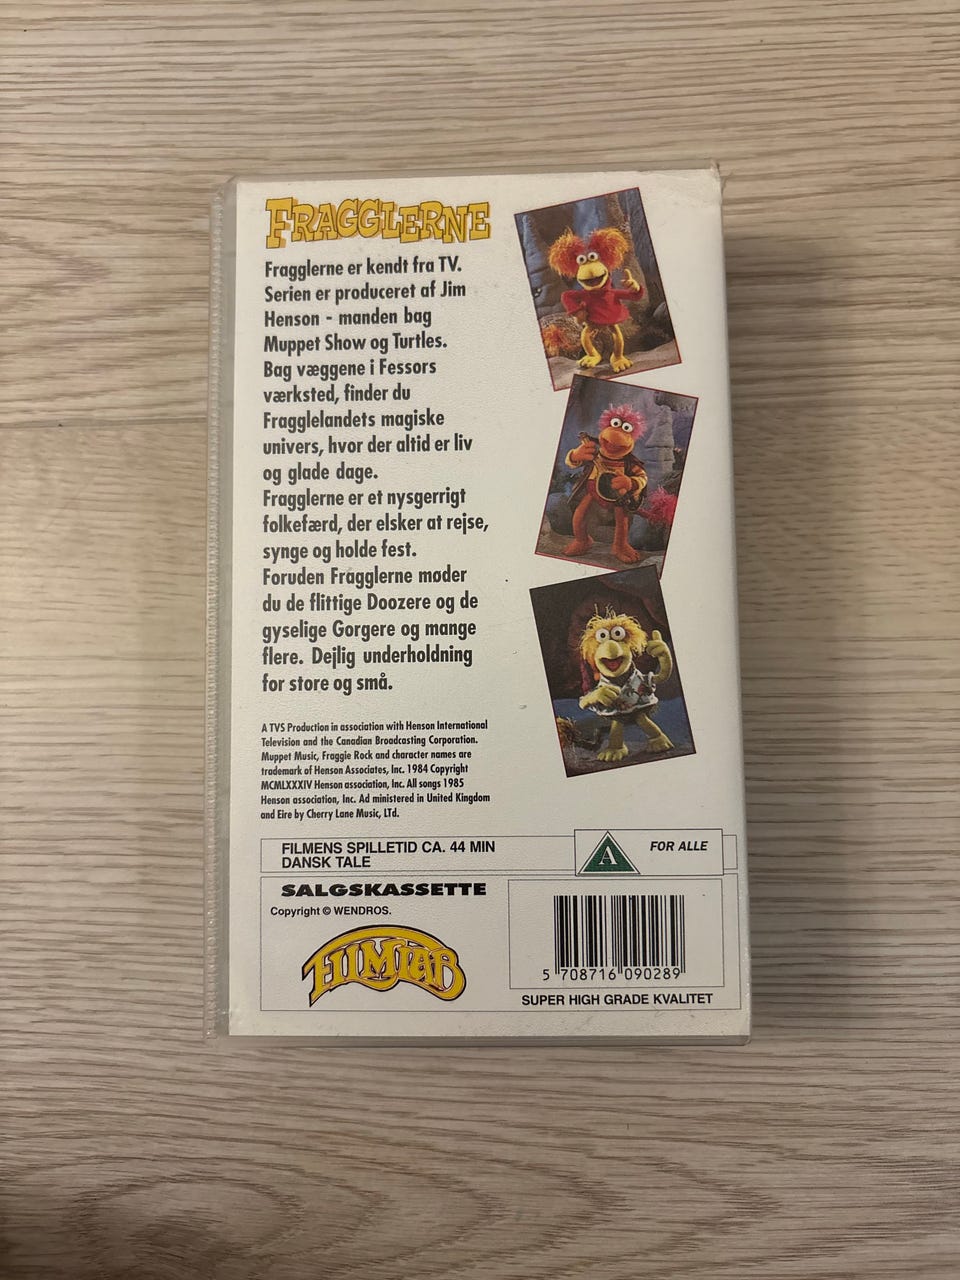 FRAGGLERNE
Fragglerne er kendt fra TV.
Serien er produceret af Jim
Henson - manden bag
Muppet Show og Turtles.
Bag væggene i Fessors
værksted, finder du
Fragglelandets magiske
univers, hvor der altid er liv
og glade dage.
Fragglerne er et nysgerrigt
folkefærd, der elsker at rejse,
synge og holde fest.
Foruden Fragglerne møder
du de flittige Doozere og de
gyselige Gorgere og mange
flere. Dejlig underholdning
for store og små.
A TVS Production in association with Henson International
Television and the Canadian Broadcasting Corporation.
Muppet Music, Fraggie Rock and character names are
trademark of Henson Associates, Inc. 1984 Copyright
MCMLXXXIV Henson association, Inc. All songs 1985
Henson association, Inc. Ad ministered in United Kingdom
and Eire by Cherry Lane Music, LTd.
FILMENS SPILLETID CA. 44 MIN
DANSK TALE
A
FOR ALLE
SALGSKASSETTE
Copyright © WENDROS.
FILMLAB
5 708716 090289
SUPER HIGH GRADE KVALITET